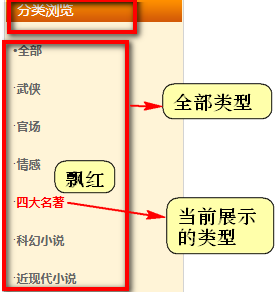 分类浏览
•全部
·武侠
·官场
·情感
·四大名著
·科幻小说
·近现代小说
全部类型
飘红
当前展示
的类型